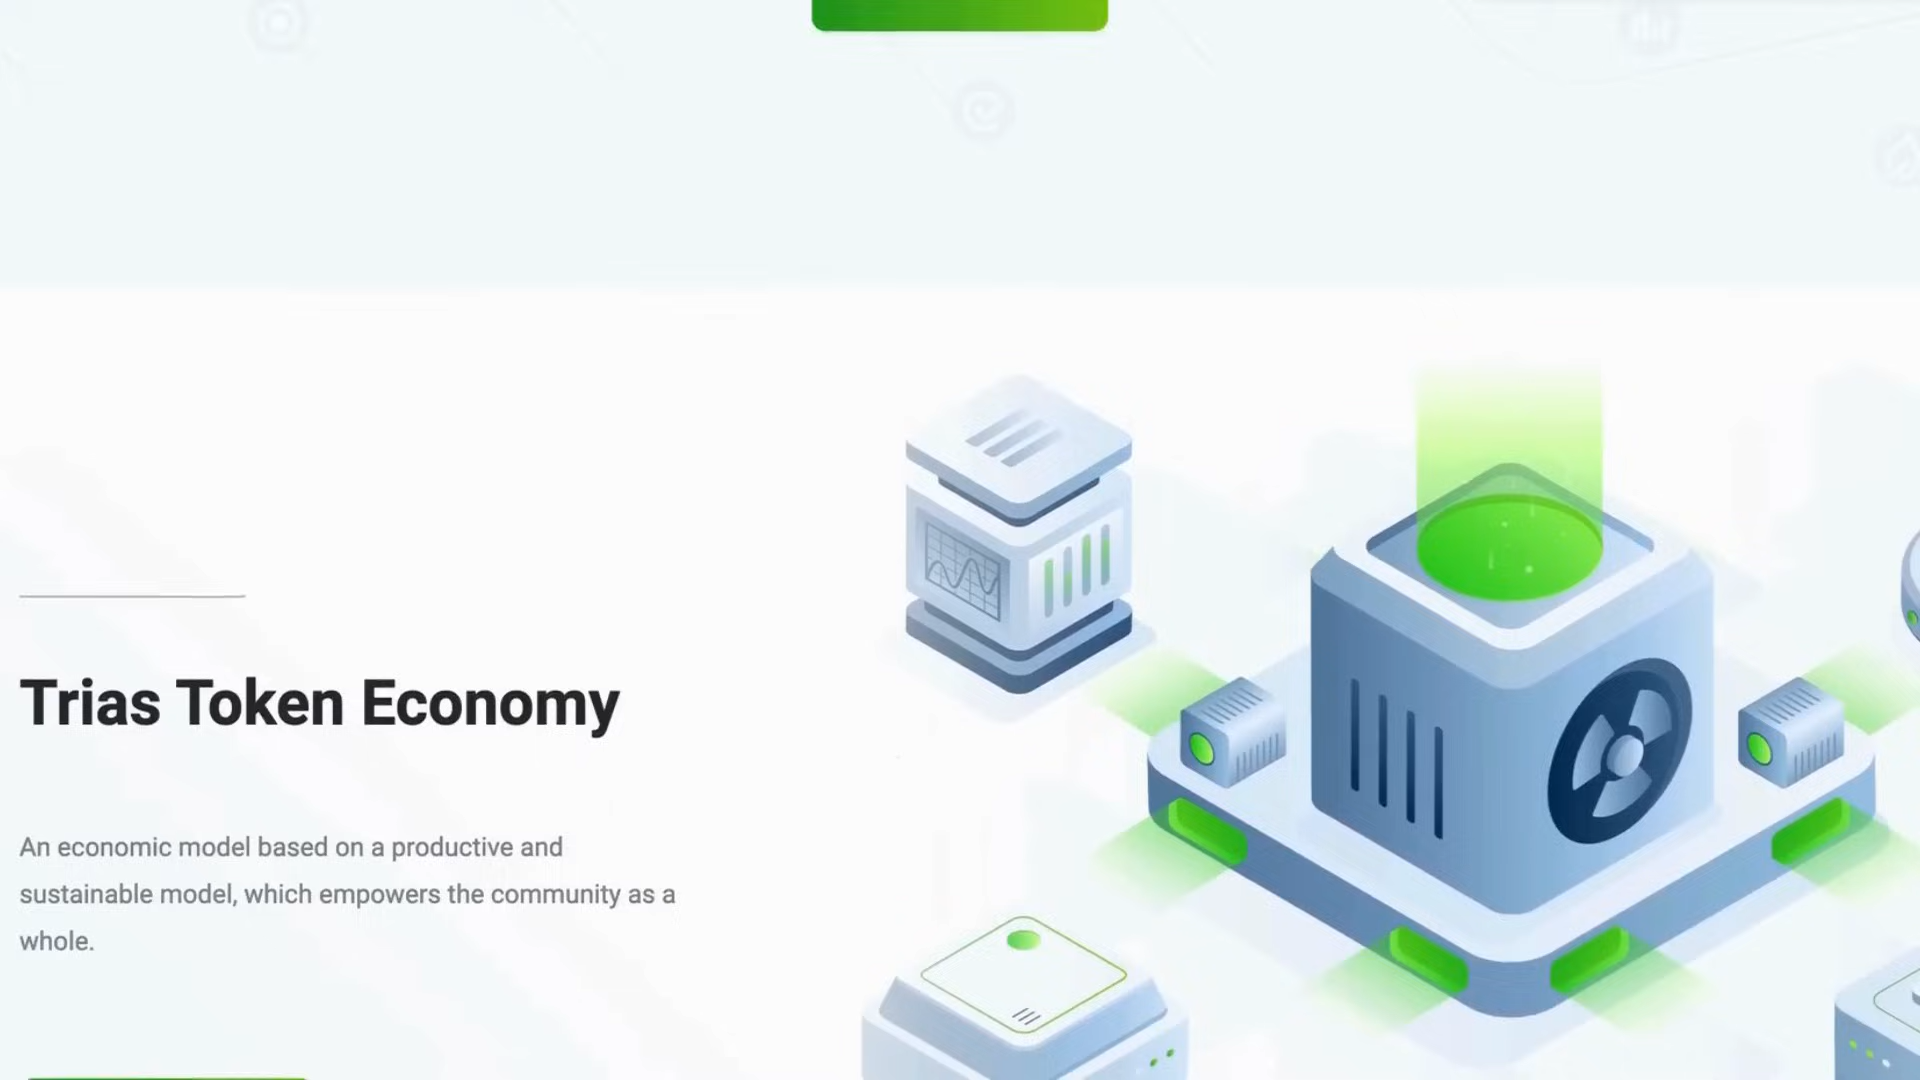 Trias Token Economy
An economic model based on a productive and
sustainable model, which empowers the community as a
whole.